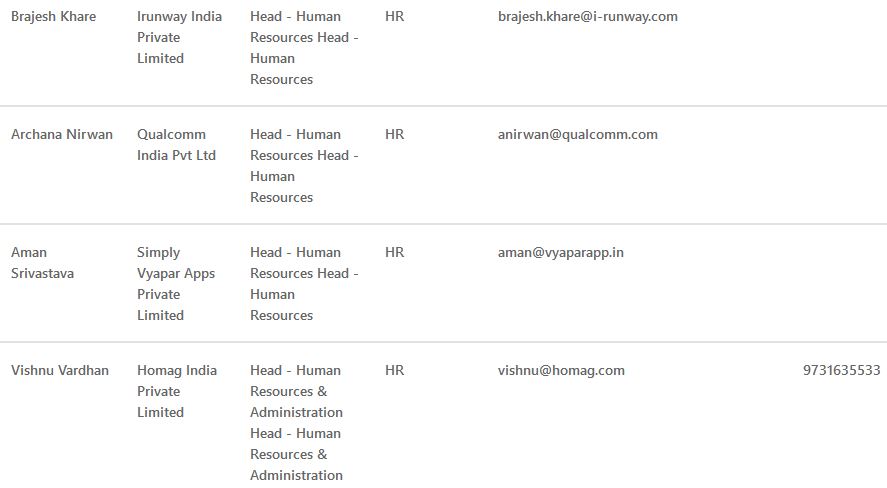 Brajesh Khare Irunway India Head - Human HR brajesh.khare@i-runway.com
Private Resources Head -
Limited Human
Resources
Archana Nirwan Qualcomm Head - Human HR anirwan@qualcomm.com
India Pvt Ltd Resources Head -
Human
Resources
Aman Simply Head - Human HR aman@vyaparapp.in
Srivastava Vyapar Apps Resources Head -
Private Human
Limited Resources
Vishnu Vardhan Homag India Head - Human HR vishnu@homag.com 9731635533
Private Resources &
Limited Administration
Head - Human
Resources &
Administration